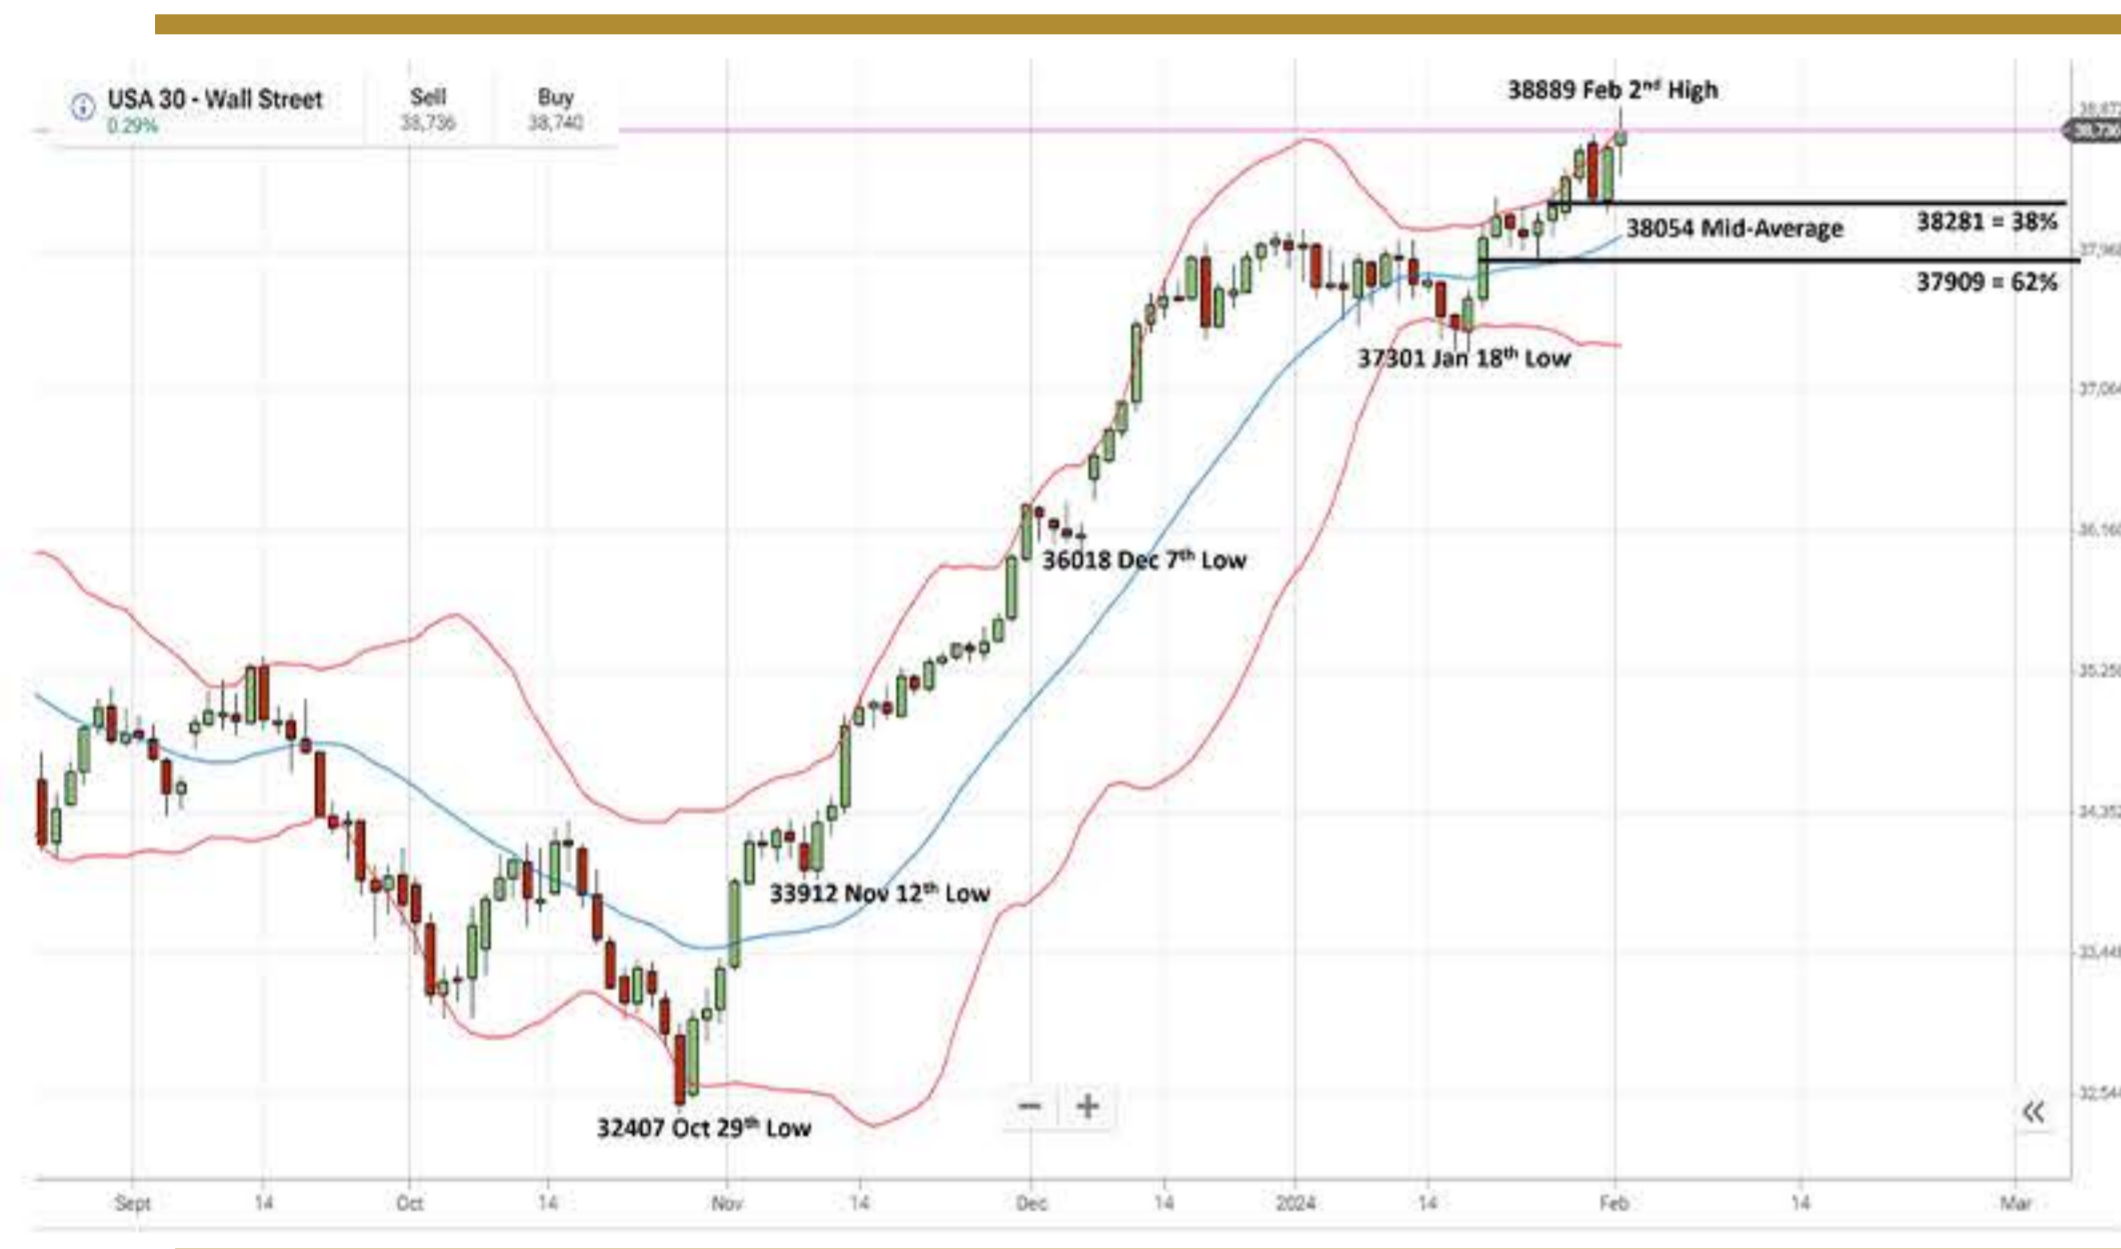 38889 Feb 2nd High
USA 30 - Wall Street
Sell
Buy
0.29%
38,736
38,740
38,736
38281 = 38%
38054 Mid-Average
37909 = 62%
37301 Jan 18th Low
36018 Dec 7th Low
33912 Nov 12th Low
32407 Oct 29th Low
Sept
14
Oct
14
Nov
14
Dec
14
2024
14
Feb
14
Mar